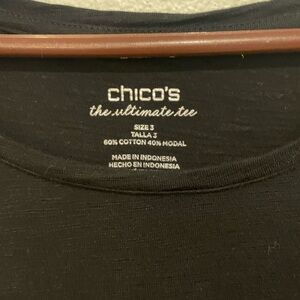 chico's
the.ultimate.tee
SIZE 3
TALLA 3
60% COTTON 40% MODAL
MADE IN INDONESIA
HECHO EN INDONESIA